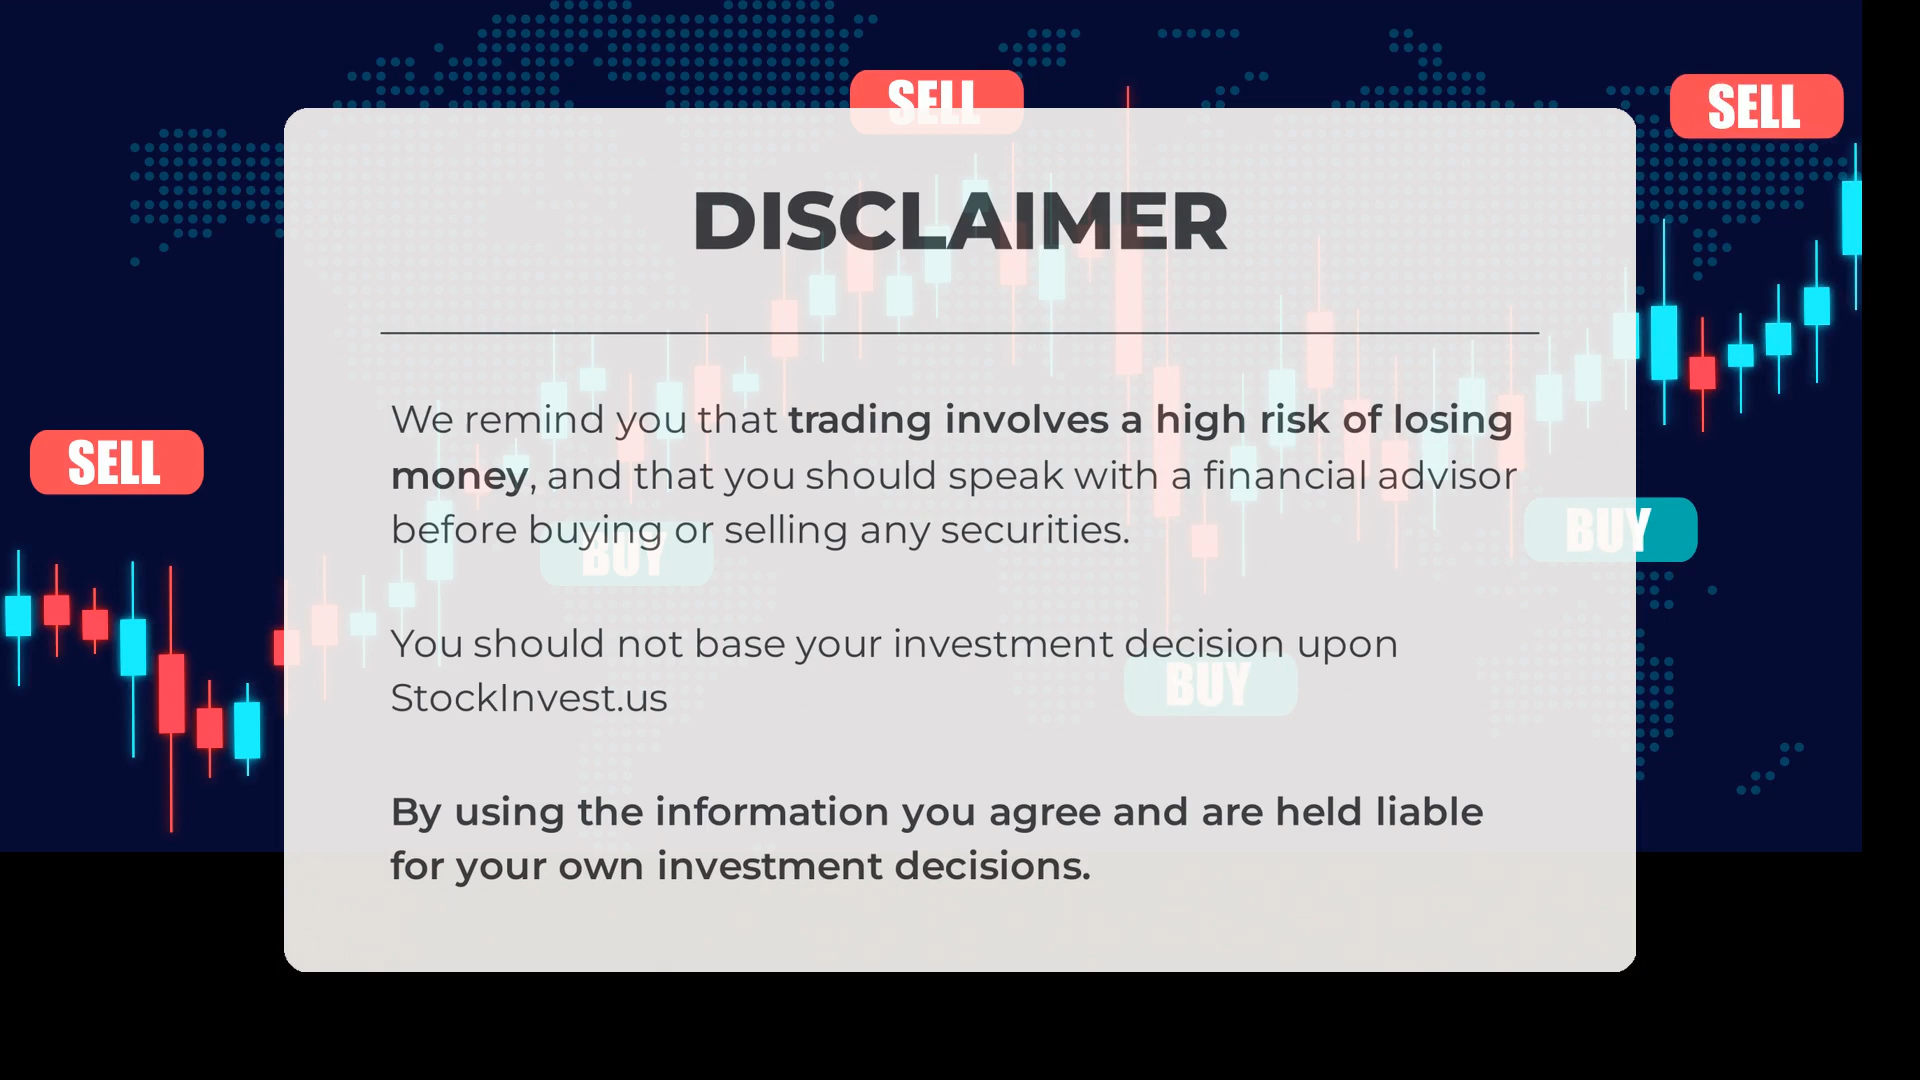 SELL
SELL
DISCLAIMER
We remind you that trading involves a high risk of losing
money, and that you should speak with a financial advisor
before buying or selling any securities.
SELL
BUY
BUY
You should not base your investment decision upon
StockInvest.us
BUY
By using the information you agree and are held liable
for your own investment decisions.